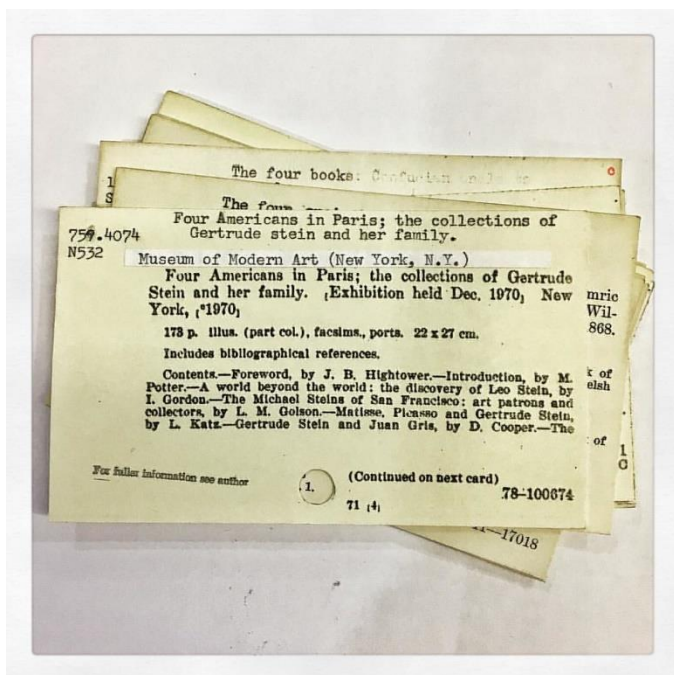 The four books: Confucian
The four
Four Americans in Paris; the collections of
Gertrude stein and her family.
759.4074
N532
Museum of Modern Art (New York, N.Y.)
Four Americans in Paris; the collections of Gertrude
Stein and her family. [Exhibition held Dec. 1970] New
York, [°1970]
173 p. illus. (part col.), facsims., ports. 22 x 27 cm.
Includes bibliographical references.
Contents.—Foreword, by J. B. Hightower.—Introduction, by M.
Potter.—A world beyond the world: the discovery of Leo Stein, by
I. Gordon.—The Michael Steins of San Francisco: art patrons and
collectors, by L. M. Golson.—Matisse, Picasso and Gertrude Stein,
by L. Katz.—Gertrude Stein and Juan Gris, by D. Cooper.—The
For fuller information see author
1.
(Continued on next card)
78-100674
71 [4]
mric
Wil-
868.
k of
elsh
of
1
C
—17018